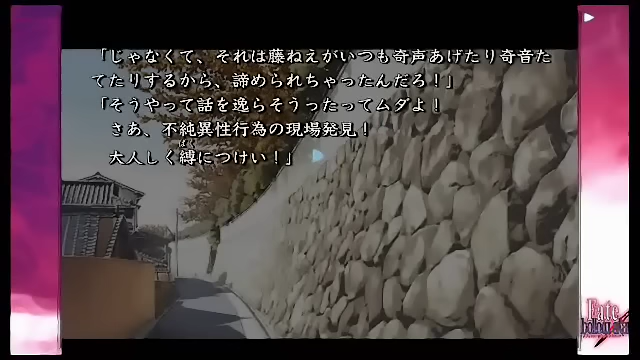 「じゃなくて、それは藤ねえがいつも奇声あげたり奇音た
てたりするから、諦められちゃったんだろ！」
「そうやって話を逸らそうったってムダよ！
さあ、不純異性行為の現場発見！
大人しく縛につけい！」
ばく
Fate
hollow ataraxia